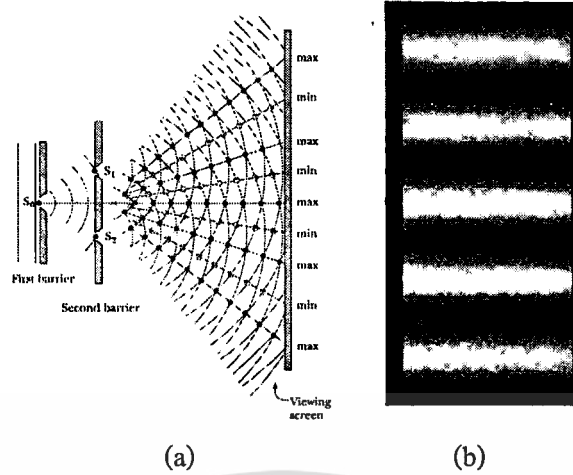 max
min
max
min
max
min
max
min
max
S₀
S₁
S₂
First barrier
Second barrier
Viewing
screen
(a)
(b)